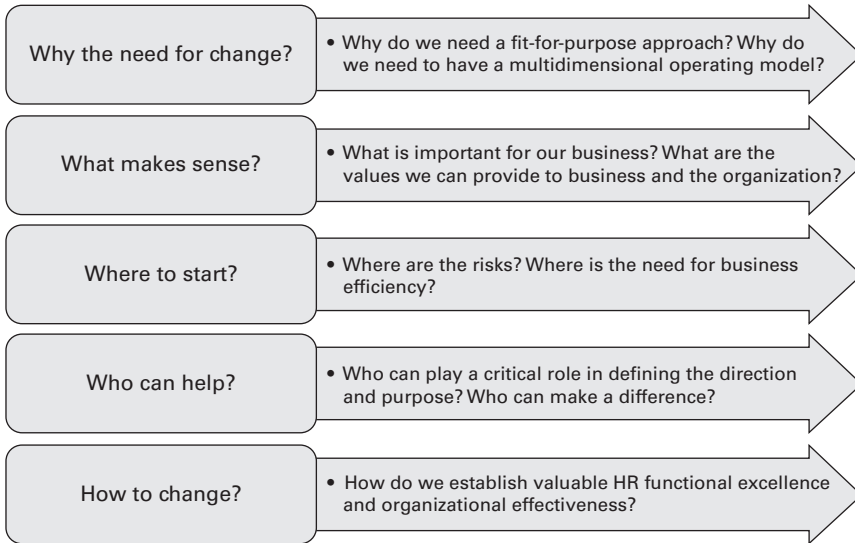 Why the need for change?
• Why do we need a fit-for-purpose approach? Why do
we need to have a multidimensional operating model?
What makes sense?
• What is important for our business? What are the
values we can provide to business and the organization?
Where to start?
• Where are the risks? Where is the need for business
efficiency?
Who can help?
• Who can play a critical role in defining the direction
and purpose? Who can make a difference?
How to change?
• How do we establish valuable HR functional excellence
and organizational effectiveness?